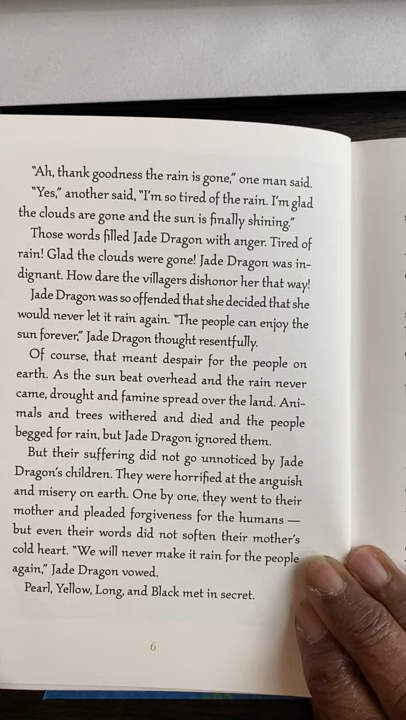 "Ah, thank goodness the rain is gone," one man said.
"Yes," another said, "I'm so tired of the rain. I'm glad
the clouds are gone and the sun is finally shining."
Those words filled Jade Dragon with anger. Tired of
rain! Glad the clouds were gone! Jade Dragon was in-
dignant. How dare the villagers dishonor her that way!
Jade Dragon was so offended that she decided that she
would never let it rain again. "The people can enjoy the
sun forever," Jade Dragon thought resentfully.
Of course, that meant despair for the people on
earth. As the sun beat overhead and the rain never
came, drought and famine spread over the land. Ani-
mals and trees withered and died and the people
begged for rain, but Jade Dragon ignored them.
But their suffering did not go unnoticed by Jade
Dragon's children. They were horrified at the anguish
and misery on earth. One by one, they went to their
mother and pleaded forgiveness for the humans —
but even their words did not soften their mother's
cold heart. "We will never make it rain for the people
again," Jade Dragon vowed.
Pearl, Yellow, Long, and Black met in secret.
6